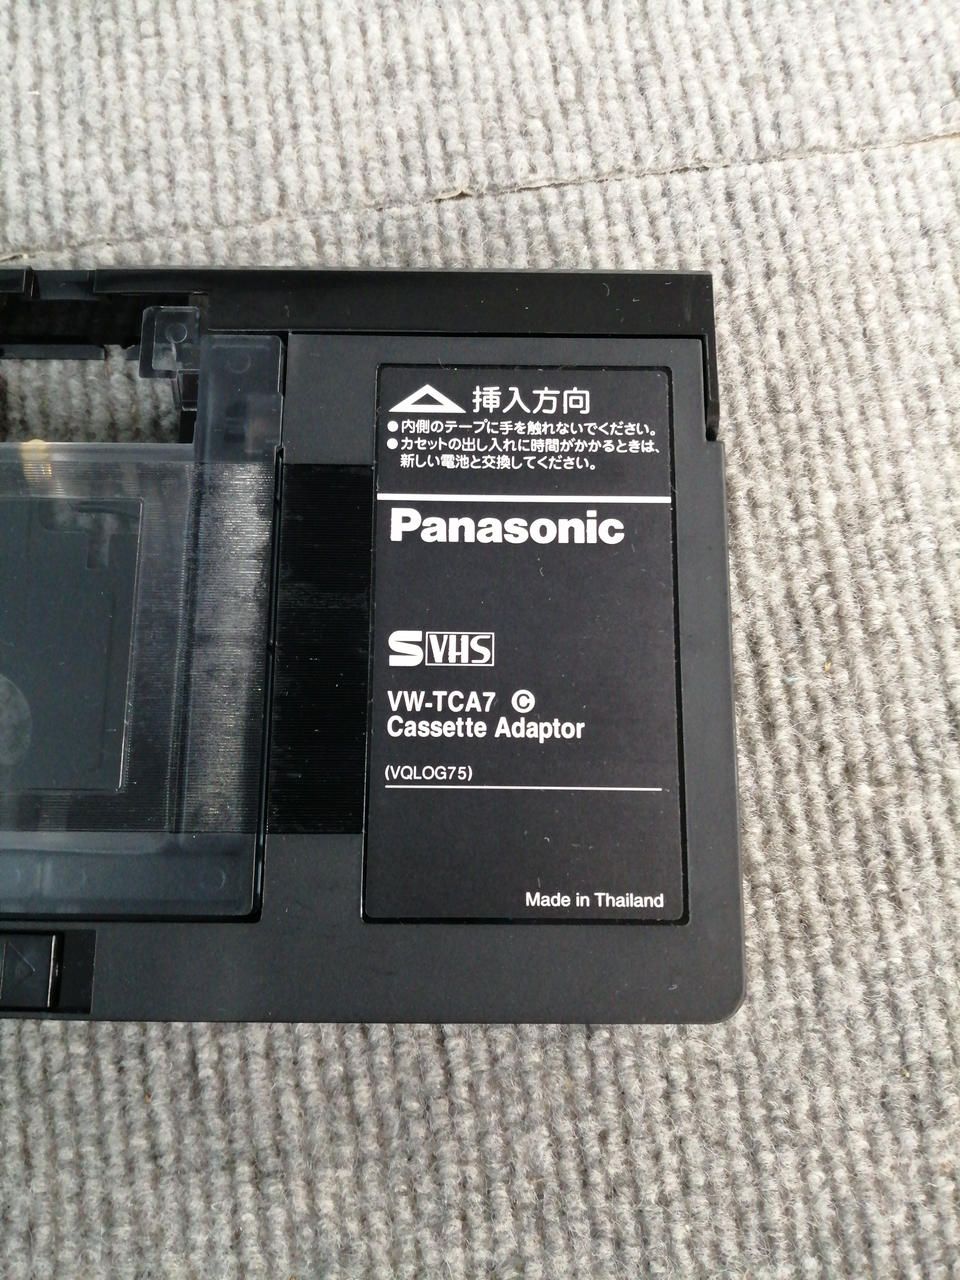 挿入方向
●内側のテープに手を触れないでください。
●カセットの出し入れに時間がかかるときは、
新しい電池と交換してください。
Panasonic
S VHS
VW-TCA7 C
Cassette Adaptor
(VQLOG75)
Made in Thailand